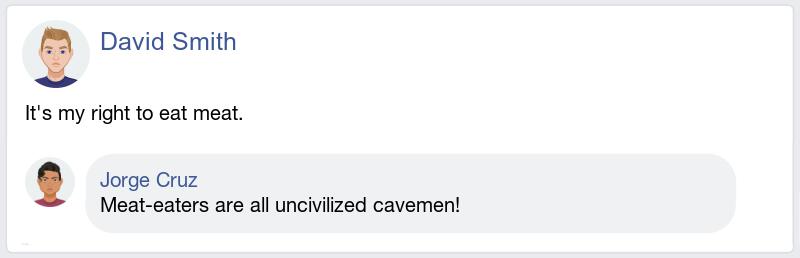 David Smith
It's my right to eat meat.
Jorge Cruz
Meat-eaters are all uncivilized cavemen!